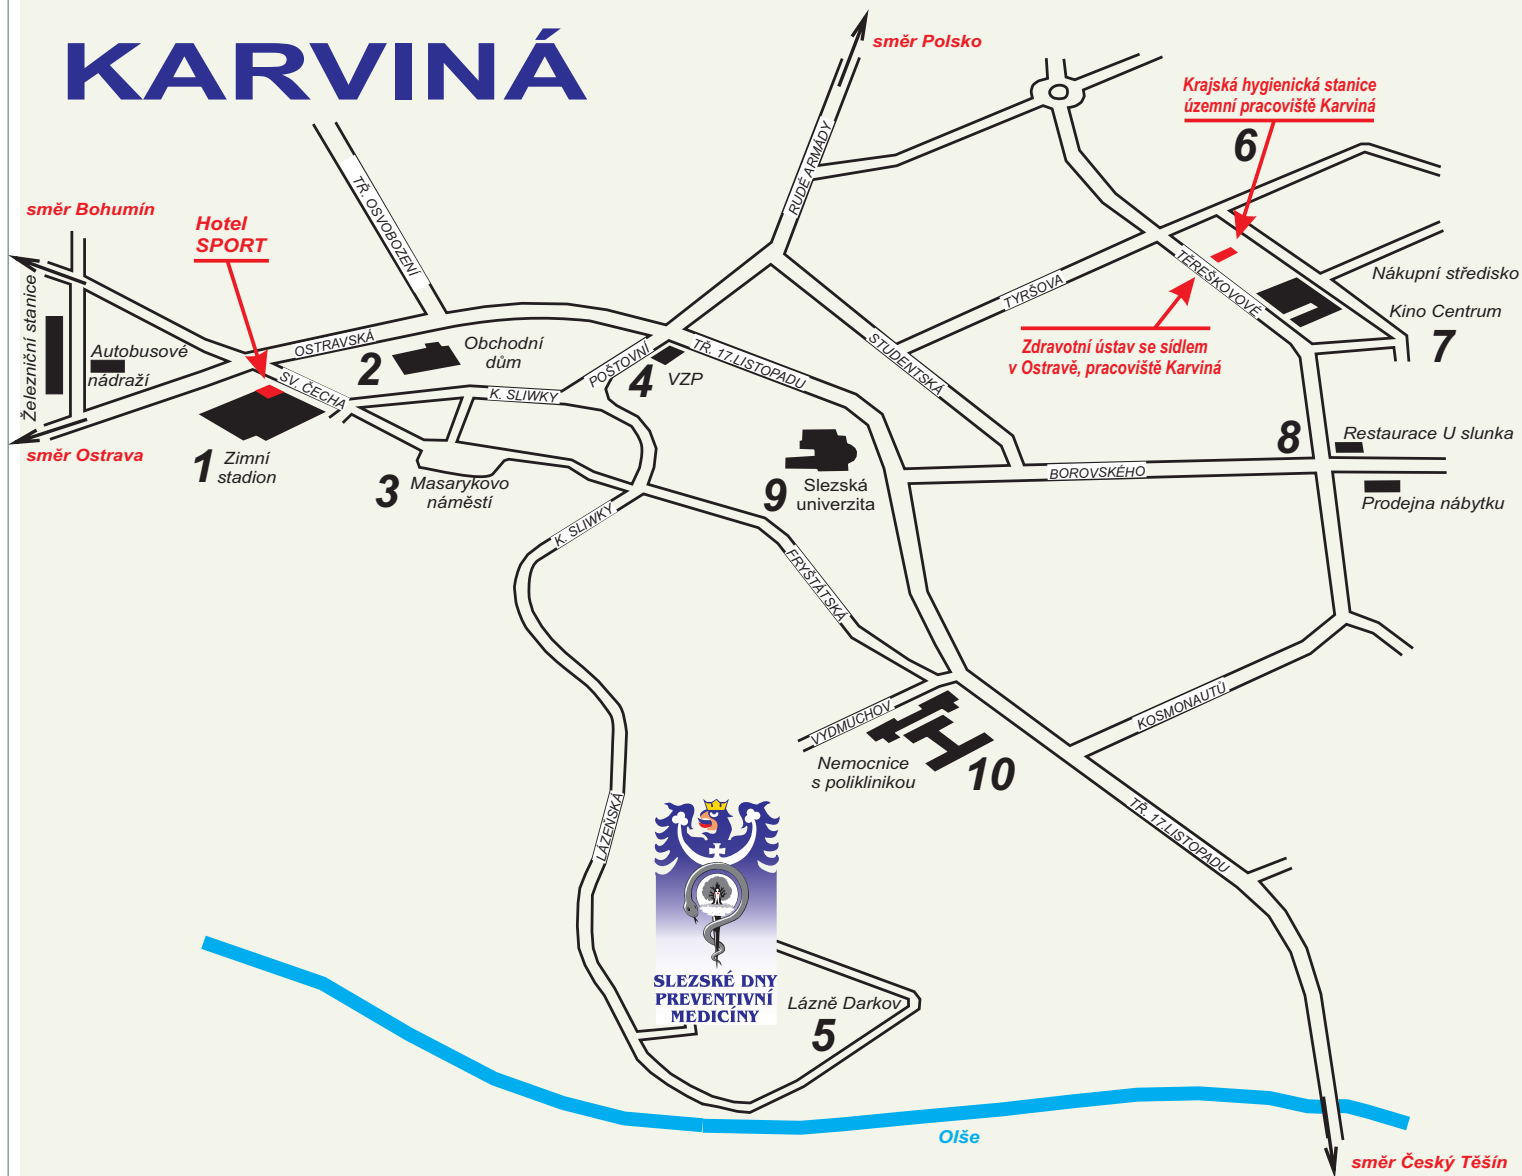 KARVINÁ
směr Polsko
Krajská hygienická stanice
územní pracoviště Karviná
6
RUDÉ ARMÁDY
TŘ. OSVOBOZENÍ
směr Bohumín
Hotel
SPORT
Železniční stanice
Autobusové
nádraží
směr Ostrava
OSTRAVSKÁ
SV. ČECHA
1
Zimní
stadion
2
Obchodní
dům
K. SLIWKY
3
Masarykovo
náměstí
POŠTOVNÍ
4
VZP
TŘ. 17.LISTOPADU
STUDENTSKÁ
TYRŠOVA
TĚREŠKOVOVÉ
Nákupní středisko
Kino Centrum
7
Zdravotní ústav se sídlem
v Ostravě, pracoviště Karviná
8
Restaurace U slunka
BOROVSKÉHO
Prodejna nábytku
9
Slezská
univerzita
K. SLIWKY
FRYŠTÁTSKÁ
VYDMUCHOV
KOSMONAUTŮ
Nemocnice
s poliklinikou
10
TŘ. 17.LISTOPADU
LÁZEŇSKÁ
SLEZSKÉ DNY
PREVENTIVNÍ
MEDICÍNY
Lázně Darkov
5
Olše
směr Český Těšín